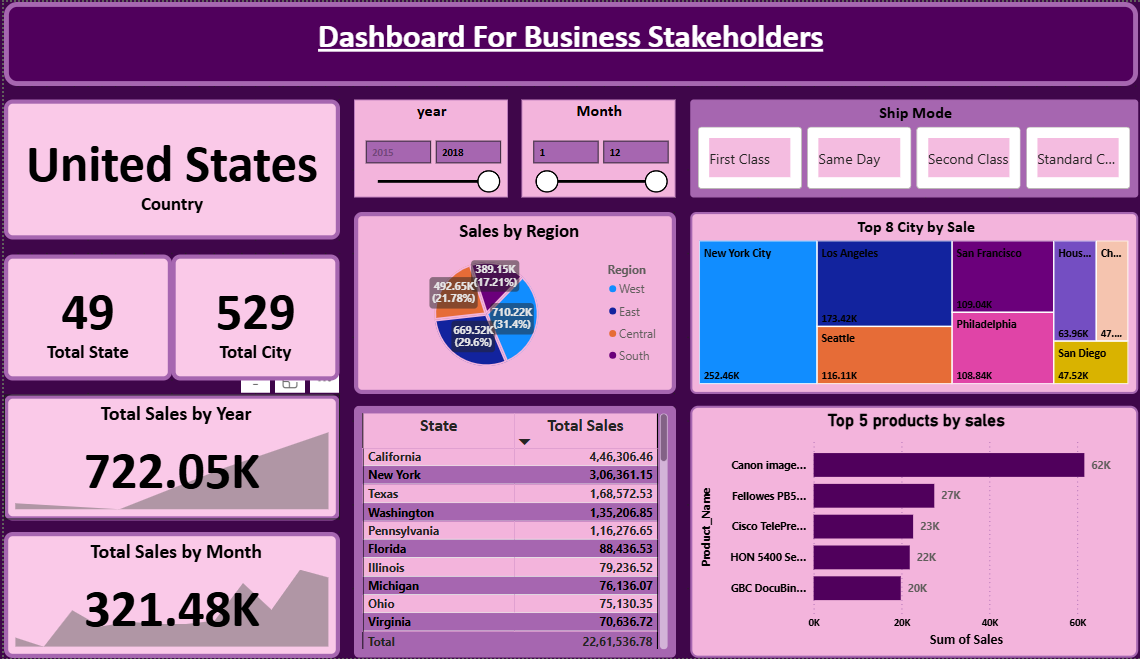 Dashboard For Business Stakeholders
United States
Country
year
2015 2018
Month
1 12
Ship Mode
First Class
Same Day
Second Class
Standard C...
49
Total State
529
Total City
Sales by Region
389.15K
(17.21%)
492.65K
(21.78%)
710.22K
(31.4%)
669.52K
(29.6%)
Region
West
East
Central
South
Top 8 City by Sale
New York City
252.46K
Los Angeles
173.42K
Seattle
116.11K
San Francisco
109.04K
Philadelphia
108.84K
Hous...
63.96K
Ch...
47....
San Diego
47.52K
Total Sales by Year
722.05K
Total Sales by Month
321.48K
State Total Sales
California 4,46,306.46
New York 3,06,361.15
Texas 1,68,572.53
Washington 1,35,206.85
Pennsylvania 1,16,276.65
Florida 88,436.53
Illinois 79,236.52
Michigan 76,136.07
Ohio 75,130.35
Virginia 70,636.72
Total 22,61,536.78
Top 5 products by sales
Product_Name
Canon image... 62K
Fellowes PB5... 27K
Cisco TelePre... 23K
HON 5400 Se... 22K
GBC DocuBin... 20K
0K 20K 40K 60K
Sum of Sales